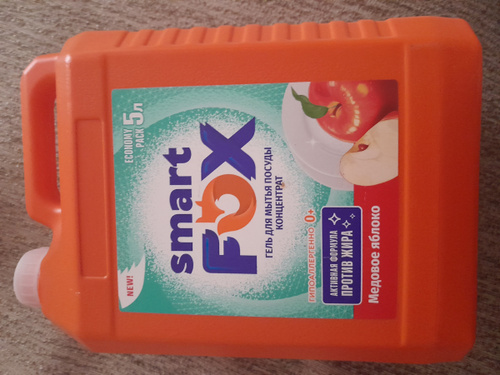 NEW!
ECONOMY
PACK 5л
smart
FOX
ГЕЛЬ ДЛЯ МЫТЬЯ ПОСУДЫ
КОНЦЕНТРАТ
ГИПОАЛЛЕРГЕННО 0+
АКТИВНАЯ ФОРМУЛА
ПРОТИВ ЖИРА
Медовое яблоко